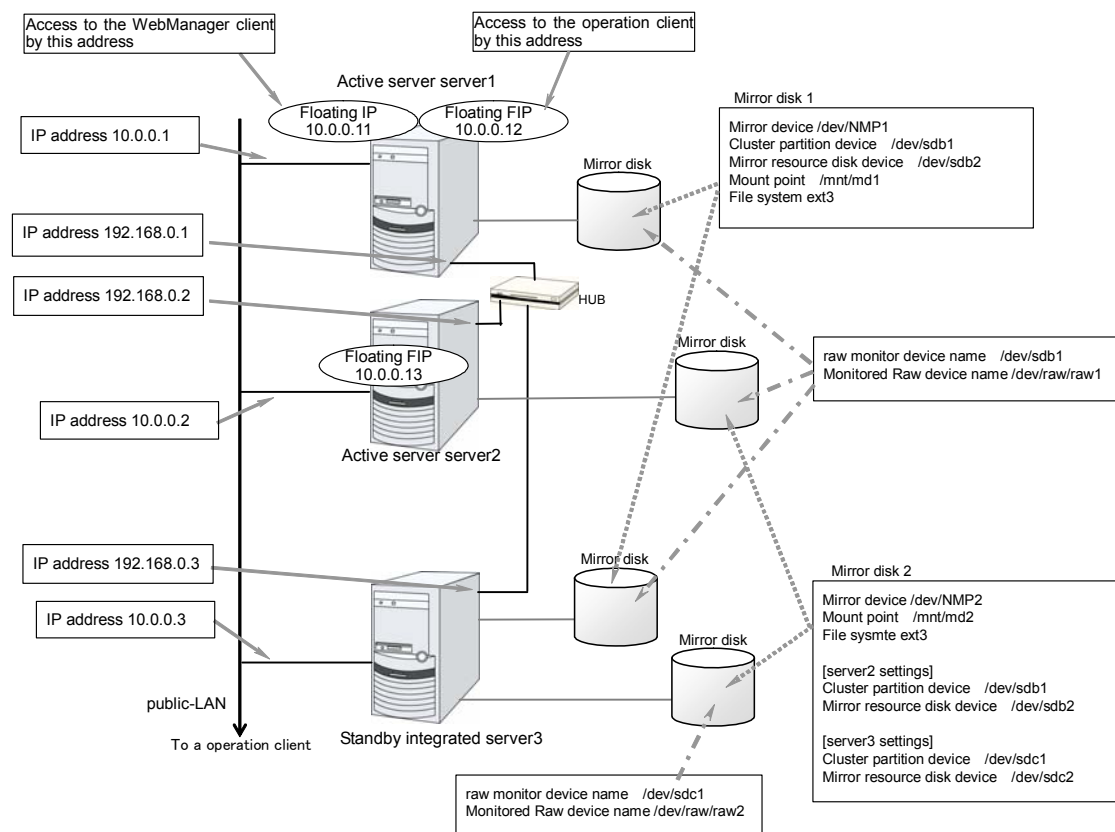 Access to the WebManager client
by this address
Access to the operation client
by this address
Active server server1
Floating IP
10.0.0.11
Floating FIP
10.0.0.12
IP address 10.0.0.1
Mirror disk
Mirror disk 1
Mirror device /dev/NMP1
Cluster partition device /dev/sdb1
Mirror resource disk device /dev/sdb2
Mount point /mnt/md1
File system ext3
IP address 192.168.0.1
IP address 192.168.0.2
HUB
Mirror disk
Floating FIP
10.0.0.13
raw monitor device name /dev/sdb1
Monitored Raw device name /dev/raw/raw1
IP address 10.0.0.2
Active server server2
IP address 192.168.0.3
Mirror disk
IP address 10.0.0.3
Mirror disk
Mirror disk 2
Mirror device /dev/NMP2
Mount point /mnt/md2
File sysmte ext3
[server2 settings]
Cluster partition device /dev/sdb1
Mirror resource disk device /dev/sdb2
[server3 settings]
Cluster partition device /dev/sdc1
Mirror resource disk device /dev/sdc2
public-LAN
To a operation client
Standby integrated server3
raw monitor device name /dev/sdc1
Monitored Raw device name /dev/raw/raw2